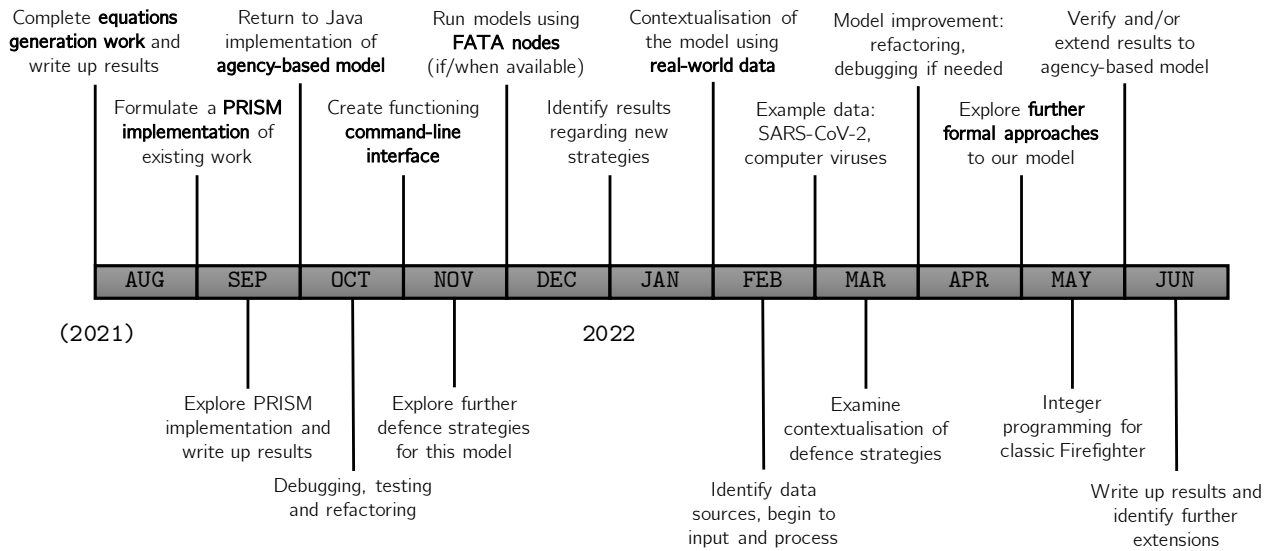 Complete equations
generation work and
write up results
Return to Java
implementation of
agency-based model
Run models using
FATA nodes
(if/when available)
Contextualisation of
the model using
real-world data
Model improvement:
refactoring,
debugging if needed
Verify and/or
extend results to
agency-based model
Formulate a PRISM
implementation of
existing work
Create functioning
command-line
interface
Identify results
regarding new
strategies
Example data:
SARS-CoV-2,
computer viruses
Explore further
formal approaches
to our model
AUG SEP OCT NOV DEC JAN FEB MAR APR MAY JUN
(2021) 2022
Explore PRISM
implementation and
write up results
Explore further
defence strategies
for this model
Examine
contextualisation of
defence strategies
Integer
programming for
classic Firefighter
Debugging, testing
and refactoring
Identify data
sources, begin to
input and process
Write up results and
identify further
extensions